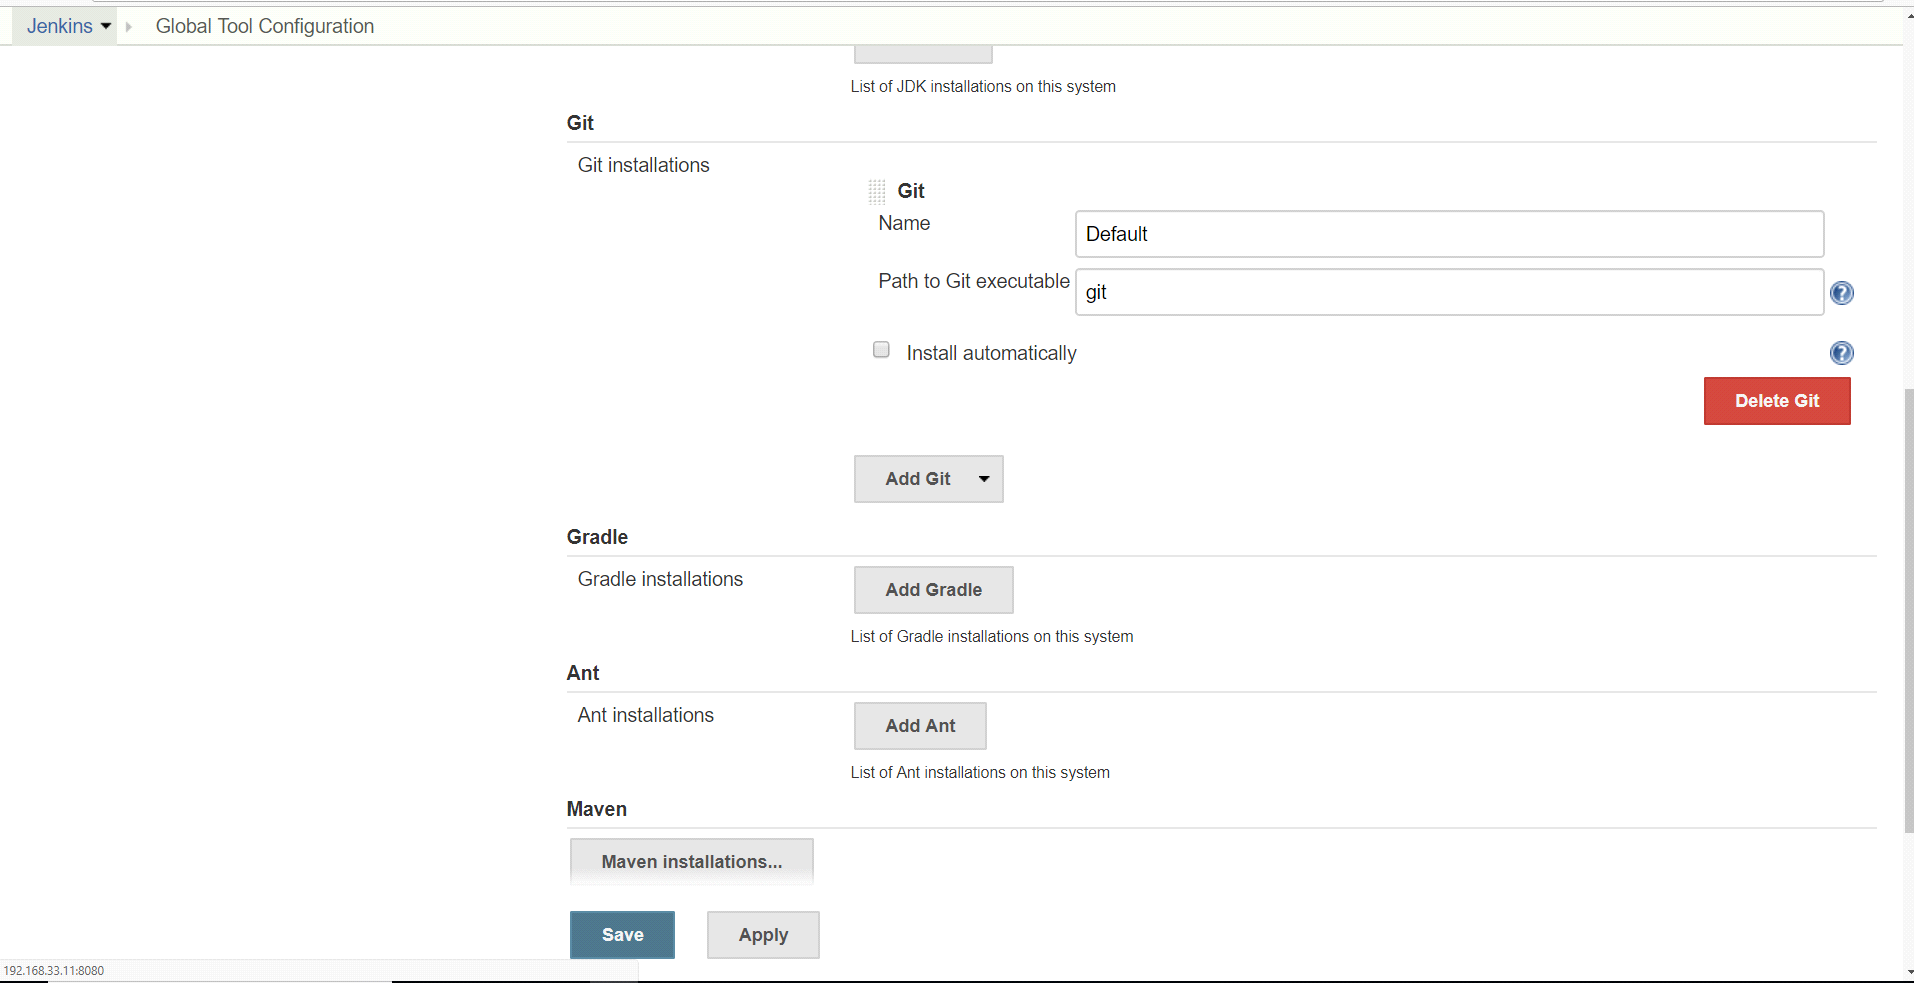 Jenkins
Global Tool Configuration
List of JDK installations on this system
Git
Git installations
Git
Name
Default
Path to Git executable
git
?
Install automatically
?
Delete Git
Add Git
Gradle
Gradle installations
Add Gradle
List of Gradle installations on this system
Ant
Ant installations
Add Ant
List of Ant installations on this system
Maven
Maven installations...
Save
Apply
192.168.33.11:8080